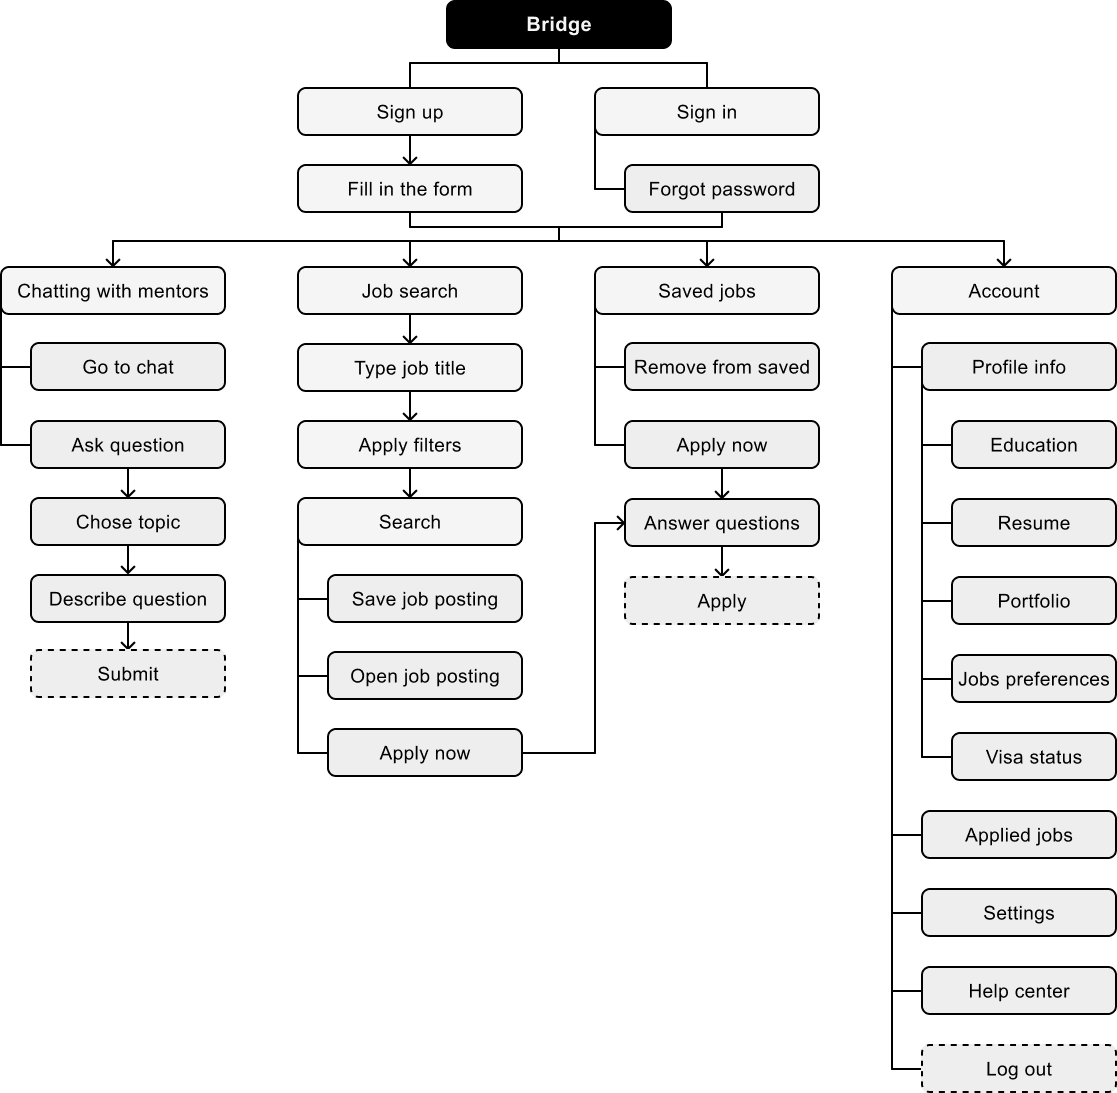 Bridge
Sign up
Sign in
Fill in the form
Forgot password
Chatting with mentors
Job search
Saved jobs
Account
Go to chat
Type job title
Remove from saved
Profile info
Ask question
Apply filters
Apply now
Education
Chose topic
Search
Answer questions
Resume
Describe question
Save job posting
Apply
Portfolio
Submit
Open job posting
Jobs preferences
Apply now
Visa status
Applied jobs
Settings
Help center
Log out